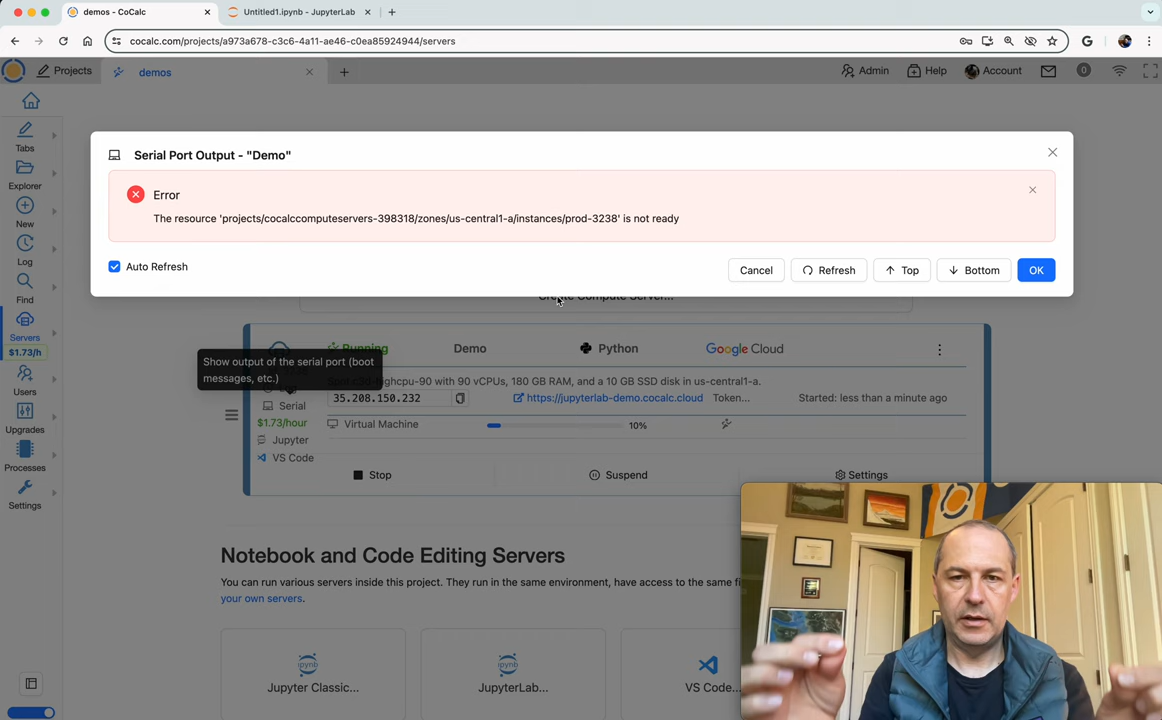 demos - CoCalc
Untitled1.ipynb - JupyterLab
cocalc.com/projects/a973a678-c3c6-4a11-ae46-c0ea85924944/servers
Projects
demos
Admin
Help
Account
0
Tabs
Explorer
New
Log
Find
Servers
$1.73/h
Users
Upgrades
Processes
Settings
Serial Port Output - "Demo"
Error
The resource 'projects/cocalccomputeservers-398318/zones/us-central1-a/instances/prod-3238' is not ready
Auto Refresh
Cancel
Refresh
Top
Bottom
OK
Create Compute Server...
Running
Demo
Python
Google Cloud
Show output of the serial port (boot
messages, etc.)
highcpu-90 with 90 vCPUs, 180 GB RAM, and a 10 GB SSD disk in us-central1-a.
35.208.150.232
https://jupyterlab-demo.cocalc.cloud
Token...
Started: less than a minute ago
Serial
$1.73/hour
Virtual Machine
10%
Jupyter
VS Code
Stop
Suspend
Settings
Notebook and Code Editing Servers
You can run various servers inside this project. They run in the same environment, have access to the same fi
your own servers.
ipynb
Jupyter Classic...
ipynb
JupyterLab...
VS Code...